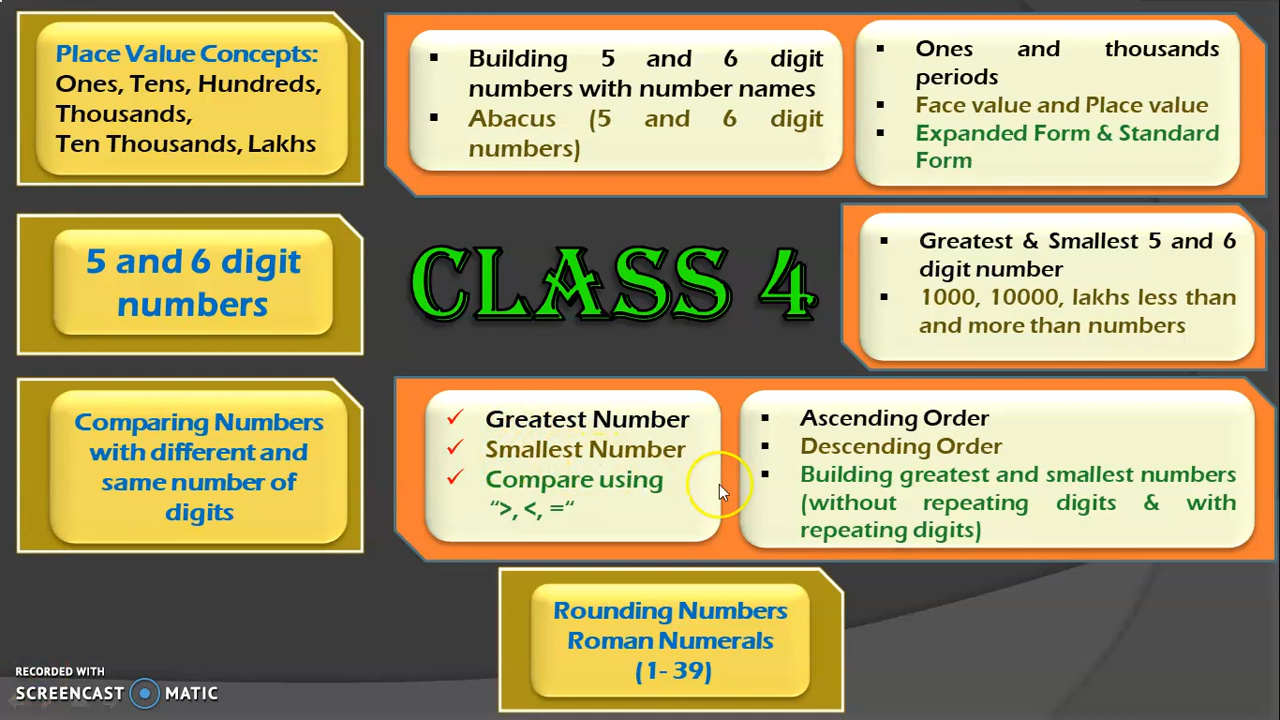 Place Value Concepts:
Ones, Tens, Hundreds,
Thousands,
Ten Thousands, Lakhs
▪ Building 5 and 6 digit
numbers with number names
▪ Abacus (5 and 6 digit
numbers)
▪ Ones and thousands
periods
▪ Face value and Place value
▪ Expanded Form & Standard
Form
5 and 6 digit
numbers
CLASS 4
▪ Greatest & Smallest 5 and 6
digit number
▪ 1000, 10000, lakhs less than
and more than numbers
Comparing Numbers
with different and
same number of
digits
✓ Greatest Number
✓ Smallest Number
✓ Compare using
“>, <, =“
▪ Ascending Order
▪ Descending Order
▪ Building greatest and smallest numbers
(without repeating digits & with
repeating digits)
Rounding Numbers
Roman Numerals
(1- 39)
RECORDED WITH
SCREENCAST MATIC